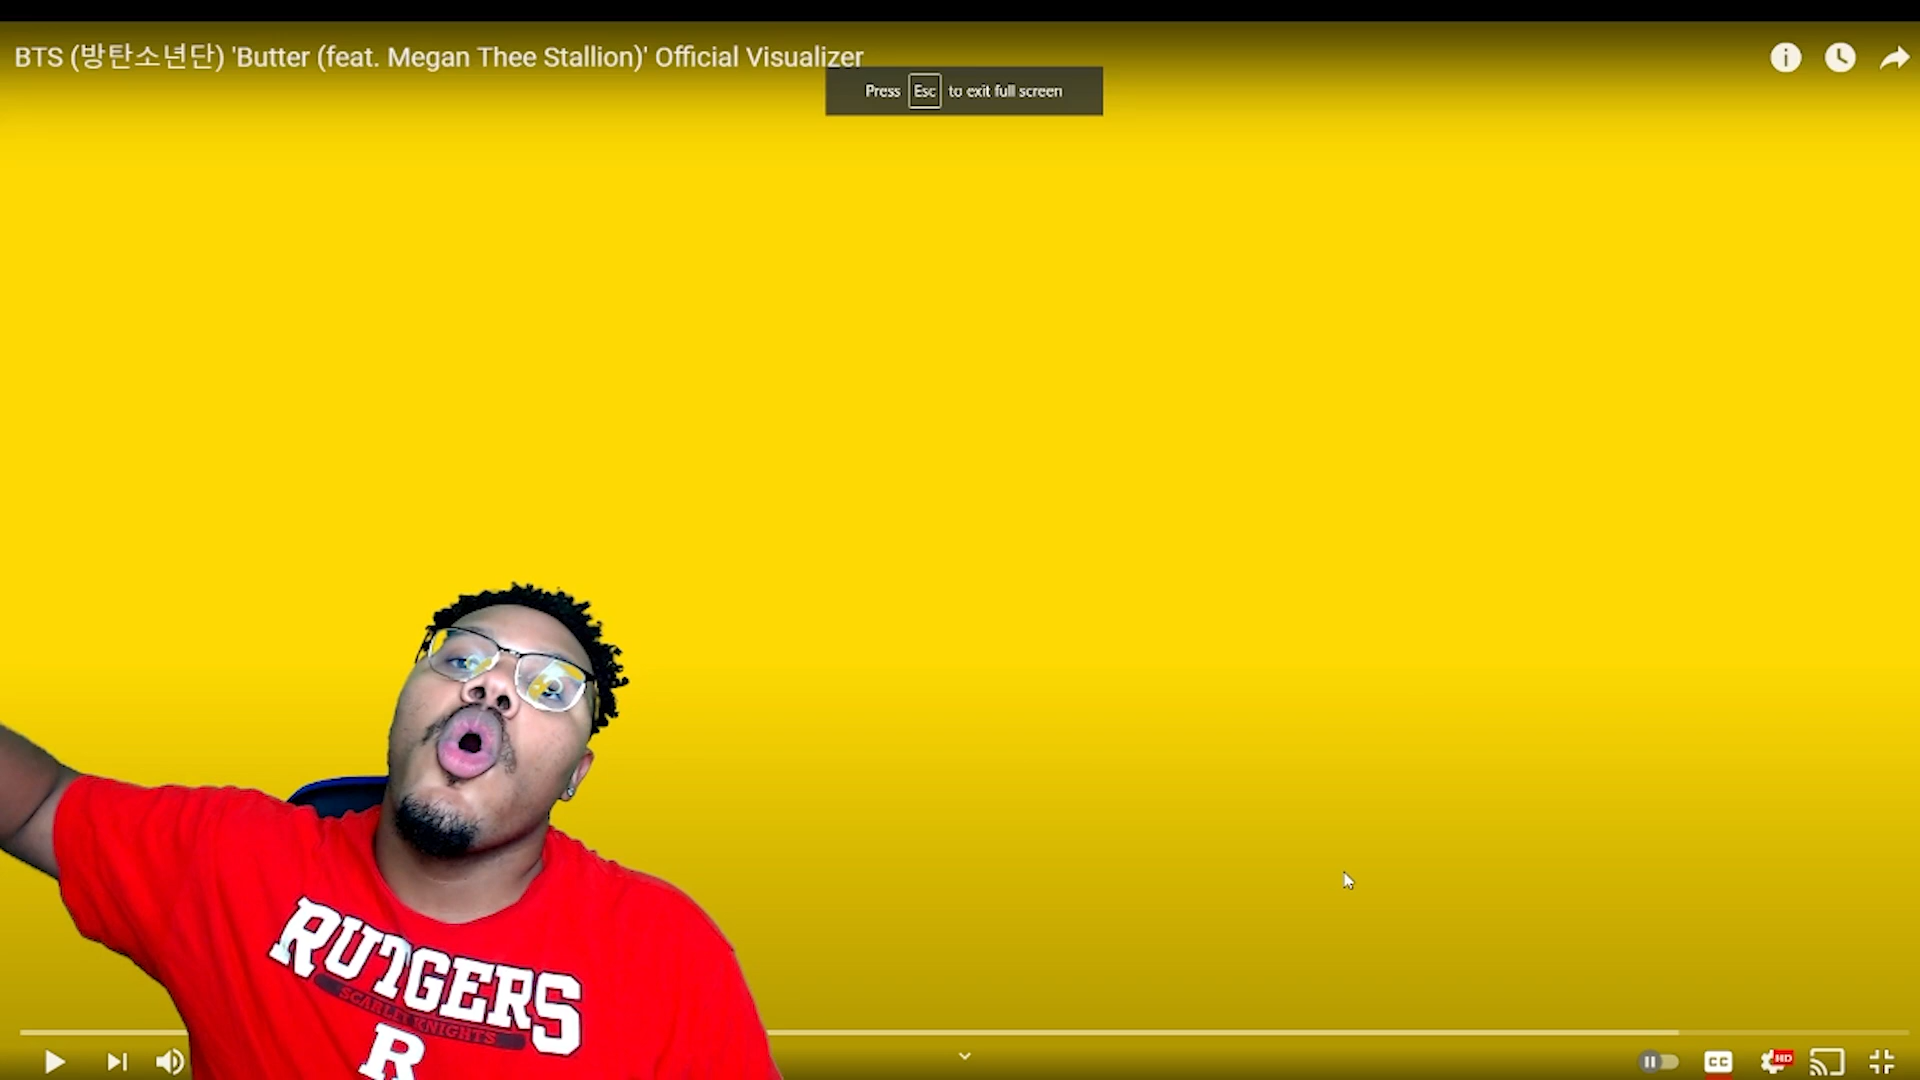 BTS (방탄소년단) 'Butter (feat. Megan Thee Stallion)' Official Visualizer
Press Esc to exit full screen
RUTGERS
SCARLET KNIGHTS
R
CC
HD